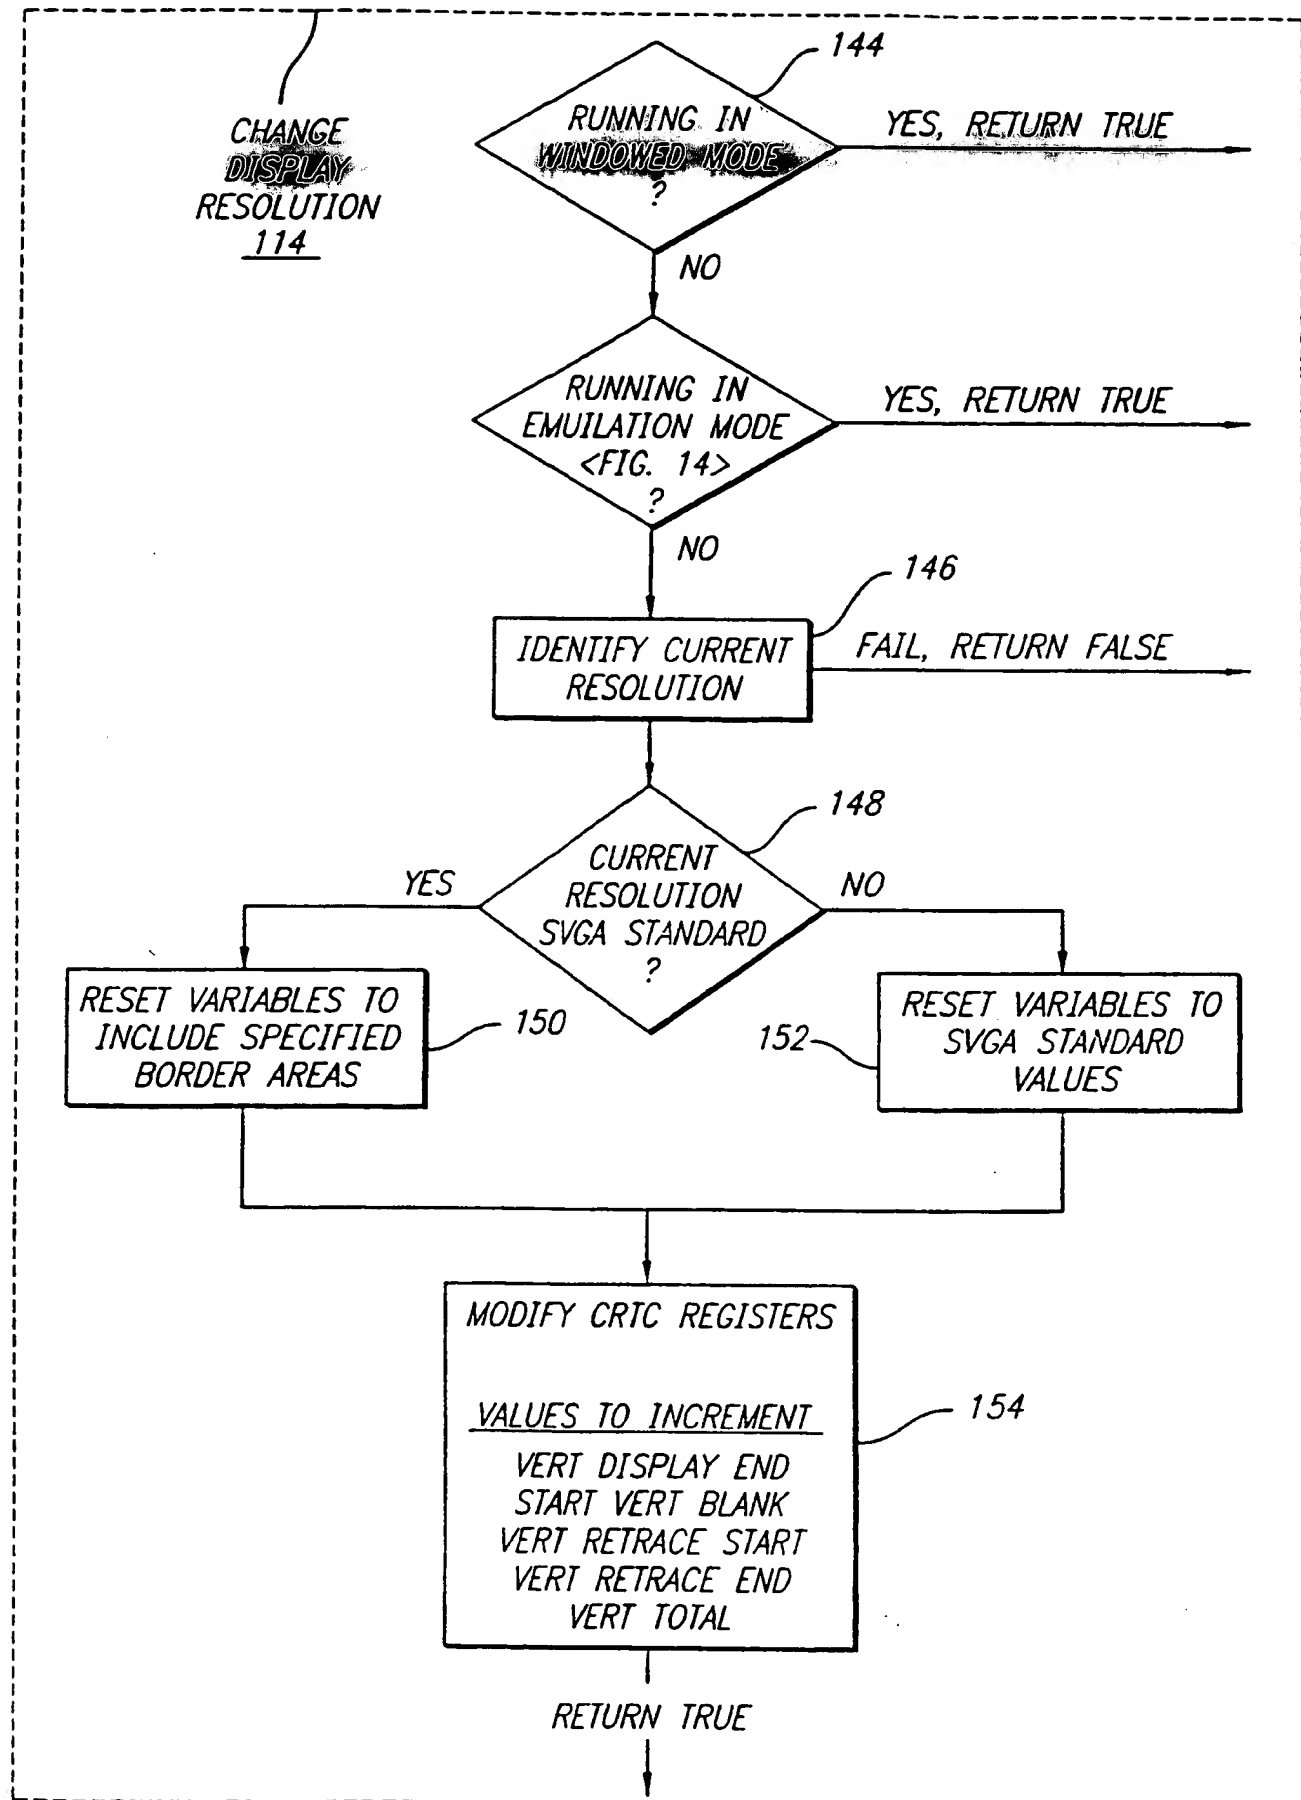 CHANGE
DISPLAY
RESOLUTION
114
144
RUNNING IN
WINDOWED MODE
?
YES, RETURN TRUE
NO
RUNNING IN
EMUILATION MODE
<FIG. 14>
?
YES, RETURN TRUE
NO
146
IDENTIFY CURRENT
RESOLUTION
FAIL, RETURN FALSE
148
CURRENT
RESOLUTION
SVGA STANDARD
?
YES
NO
RESET VARIABLES TO
INCLUDE SPECIFIED
BORDER AREAS
150
152
RESET VARIABLES TO
SVGA STANDARD
VALUES
MODIFY CRTC REGISTERS
VALUES TO INCREMENT
VERT DISPLAY END
START VERT BLANK
VERT RETRACE START
VERT RETRACE END
VERT TOTAL
154
RETURN TRUE